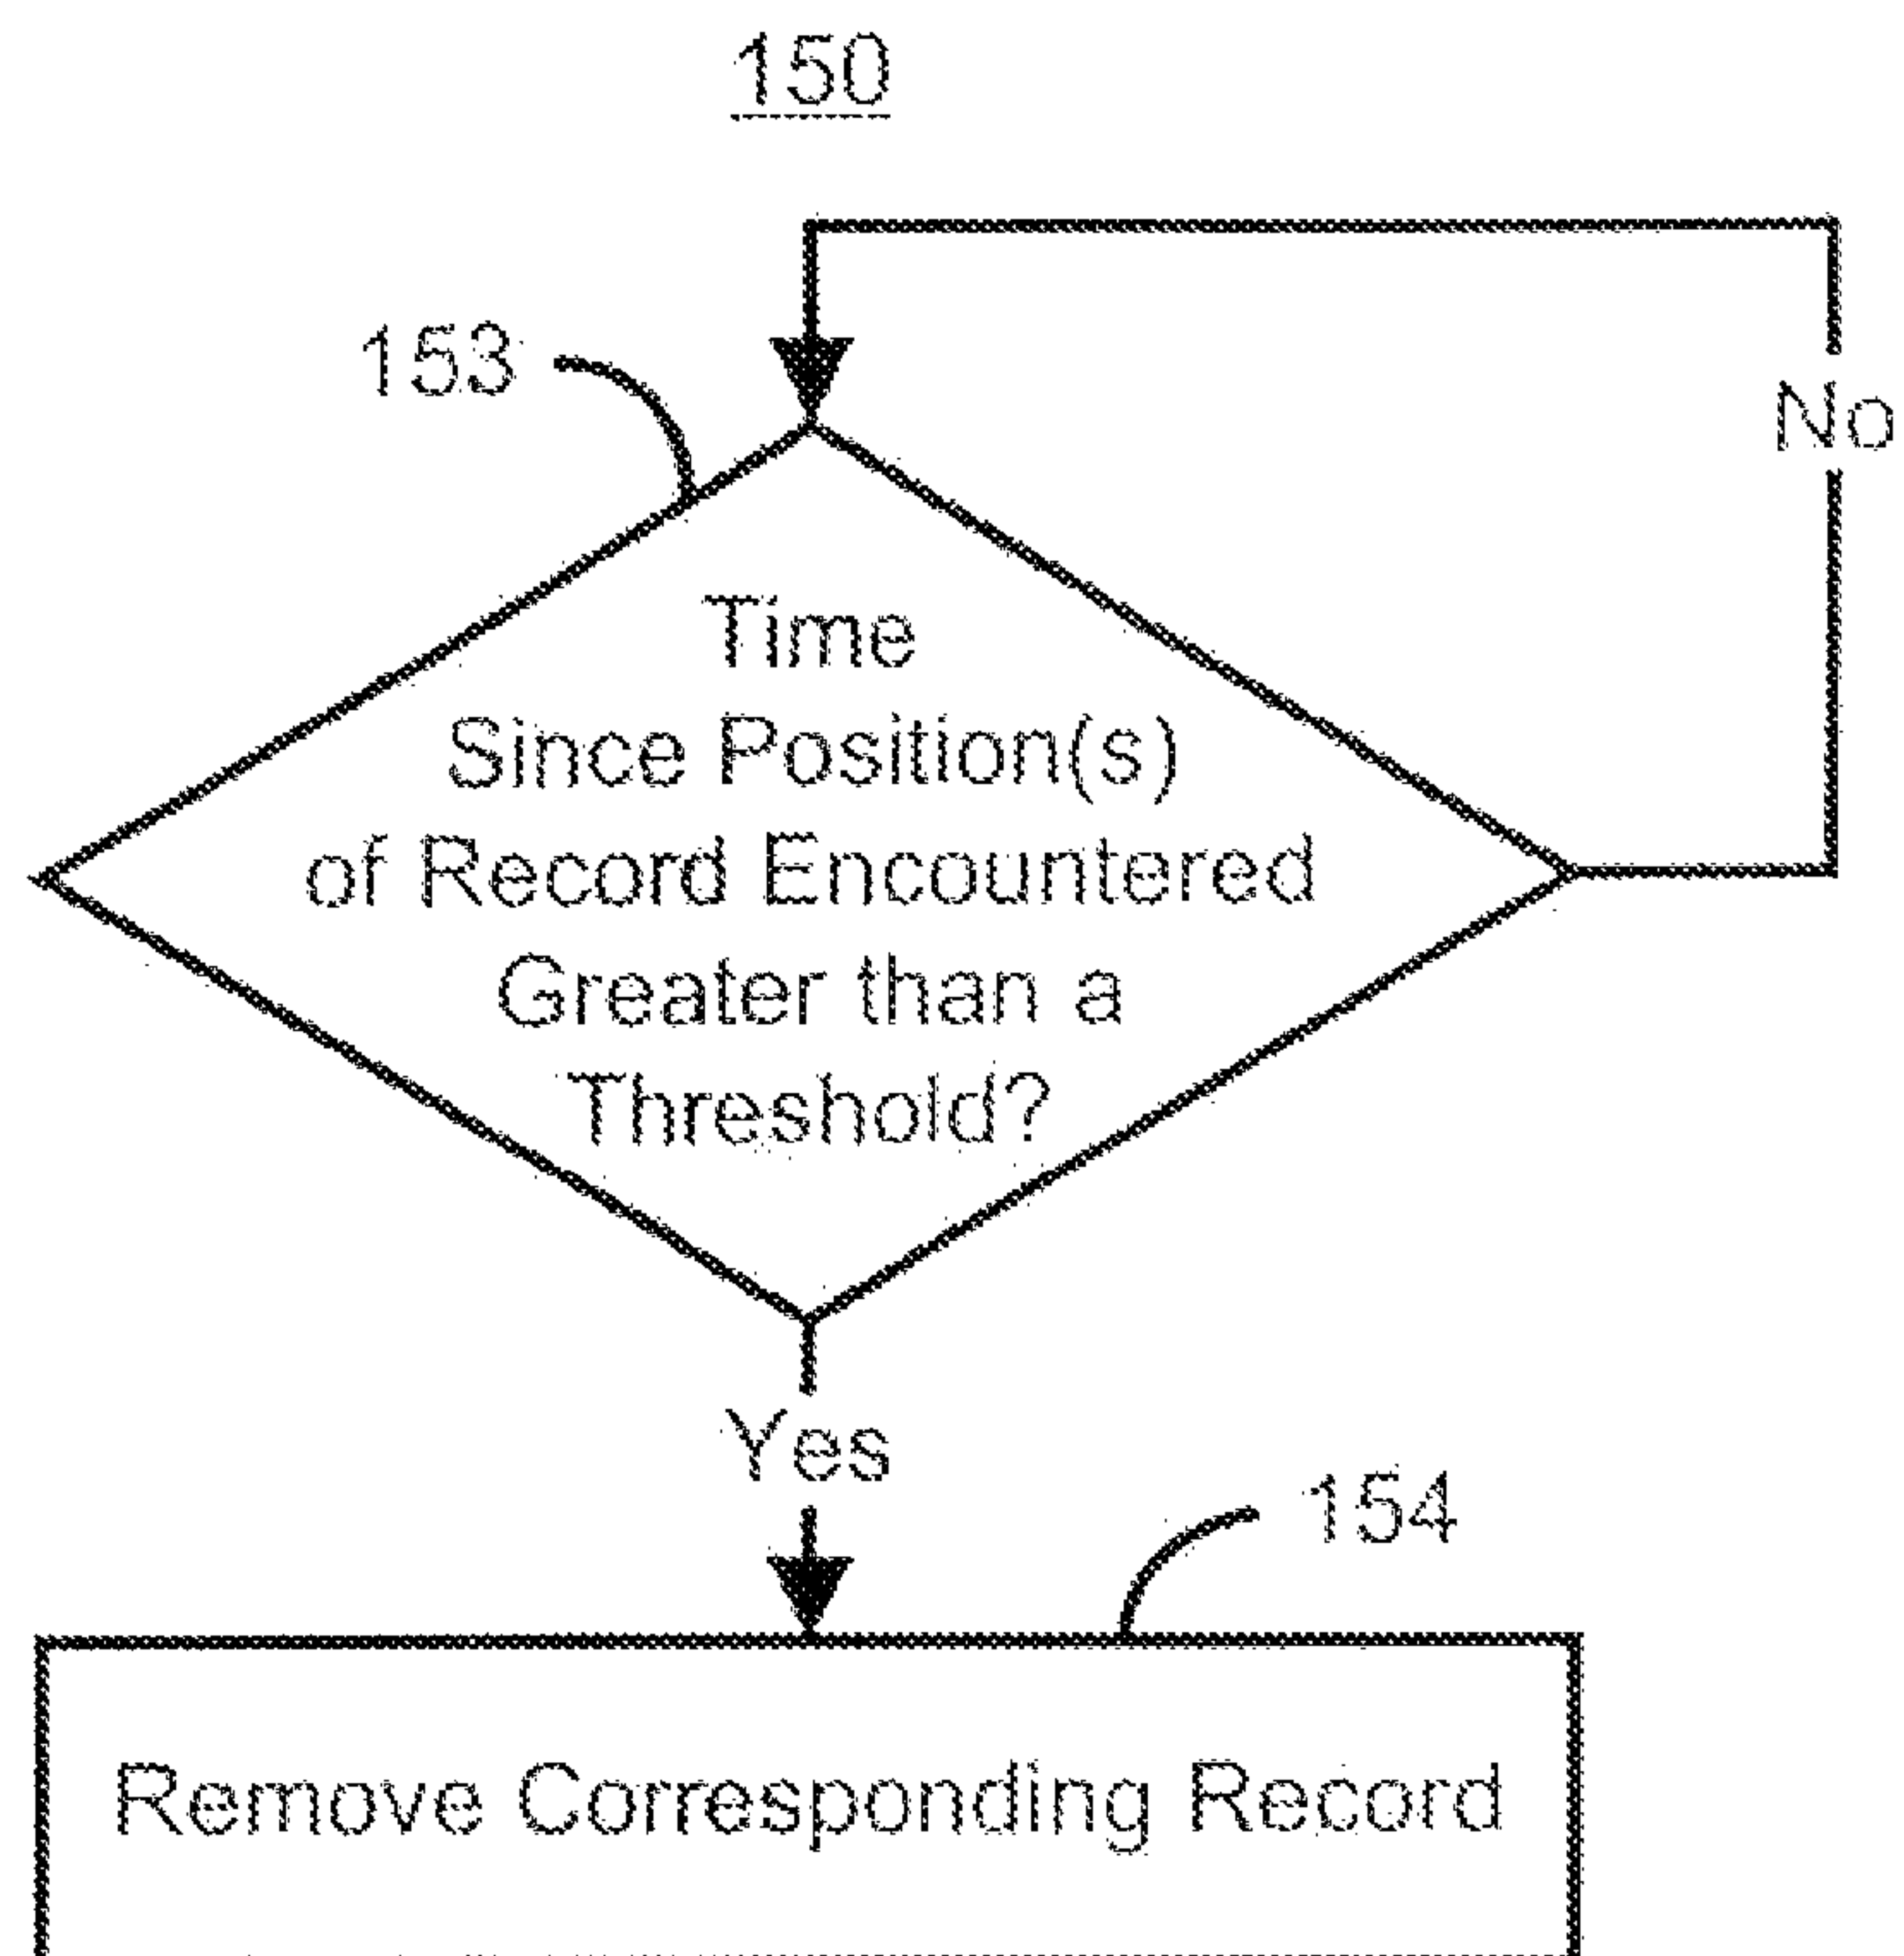 150
153
No
Time
Since Position(s)
of Record Encountered
Greater than a
Threshold?
Yes
154
Remove Corresponding Record